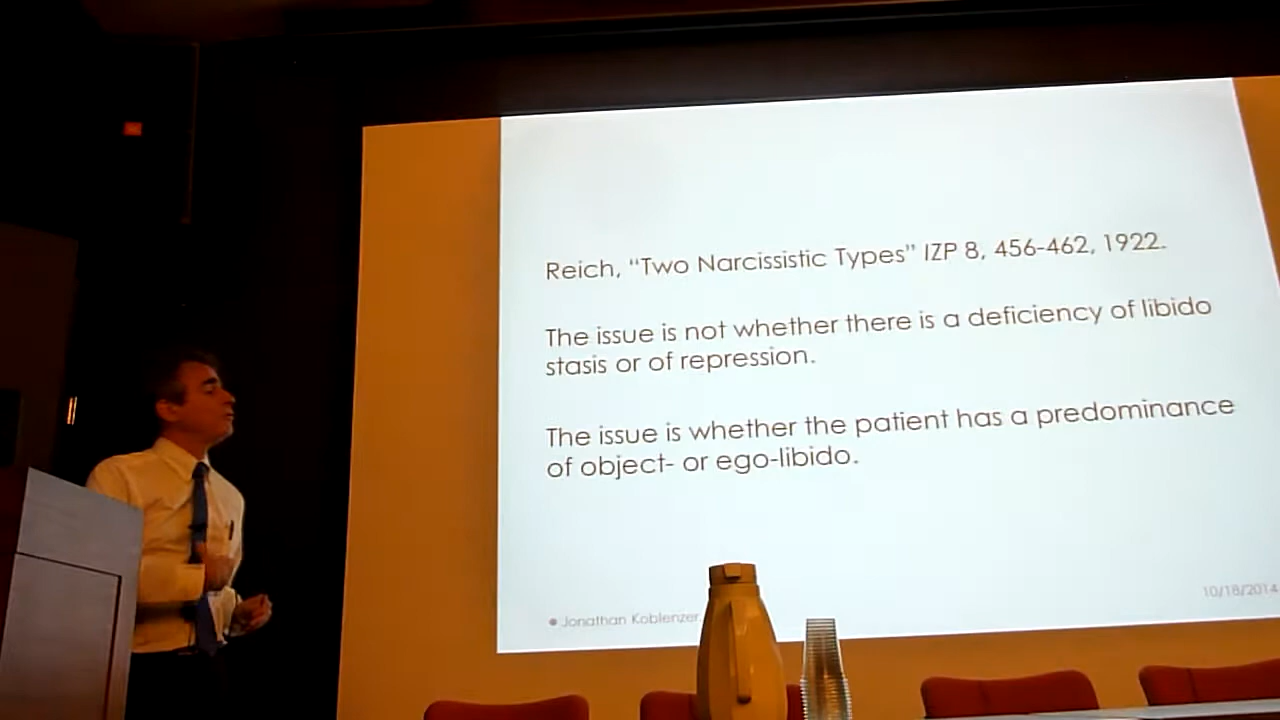 Reich, “Two Narcissistic Types” IZP 8, 456-462, 1922.
The issue is not whether there is a deficiency of libido
stasis or of repression.
The issue is whether the patient has a predominance
of object- or ego-libido.
Jonathan Koblenzer,
10/18/2014